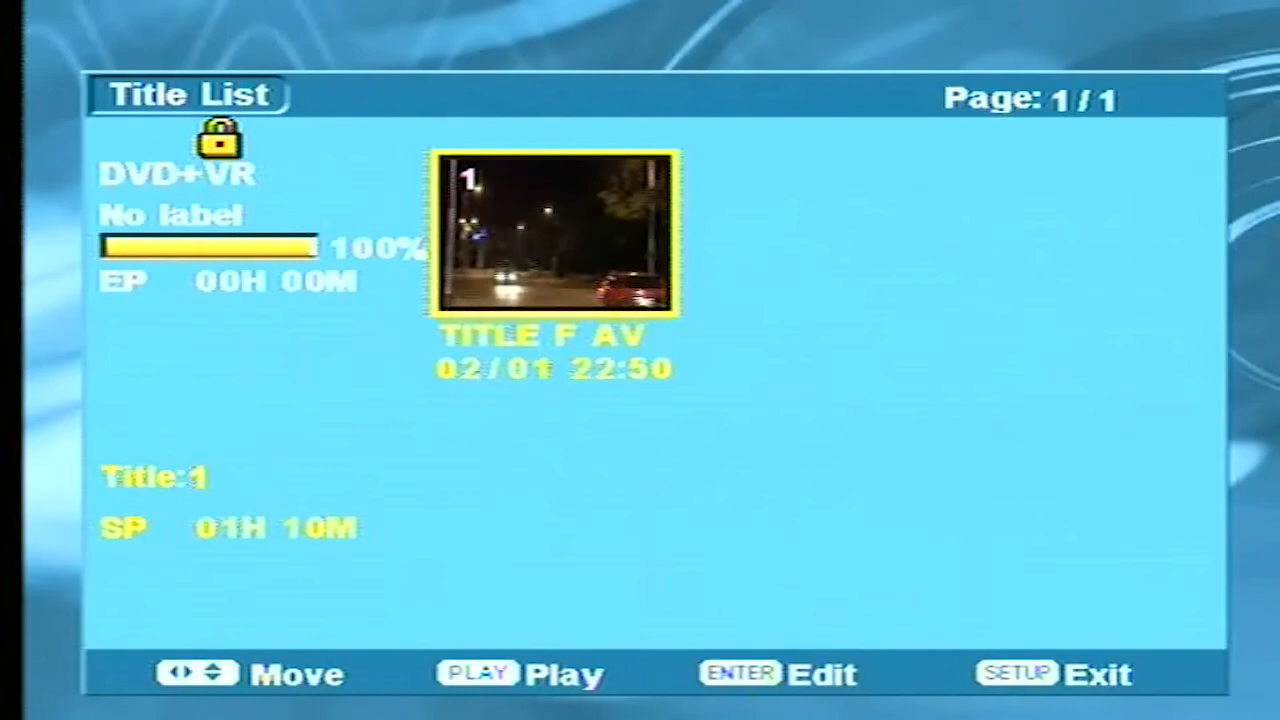 Title List
Page: 1/1
DVD+VR
No label
100%
EP 00H 00M
1
TITLE F AV
02/01 22:50
Title:1
SP 01H 10M
Move
PLAY Play
ENTER Edit
SETUP Exit